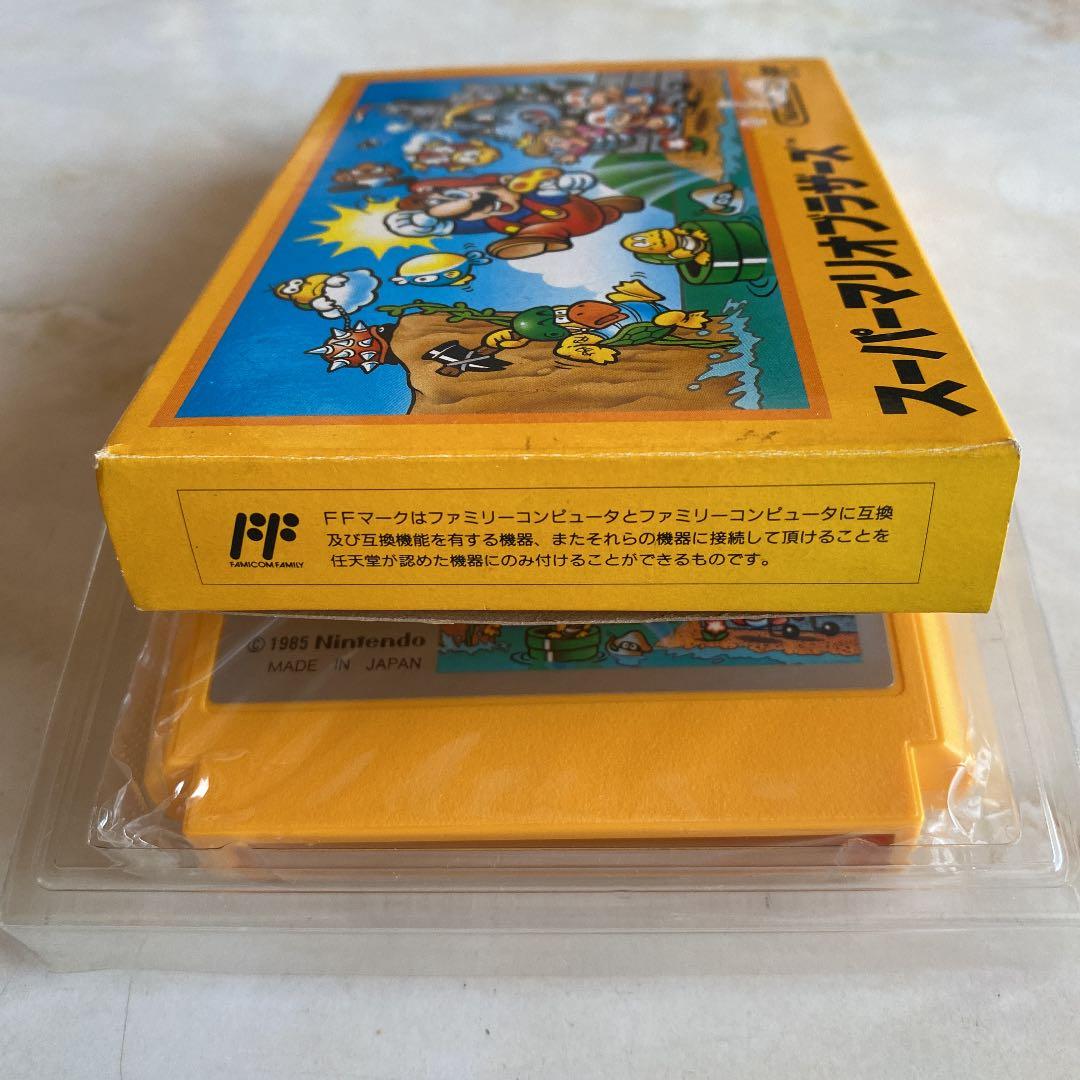 スーパーマリオブラザーズ™
FAMICOM FAMILY
FFマークはファミリーコンピュータとファミリーコンピュータに互換
及び互換機能を有する機器、またそれらの機器に接続して頂けることを
任天堂が認めた機器にのみ付けることができるものです。
© 1985 Nintendo
MADE IN JAPAN